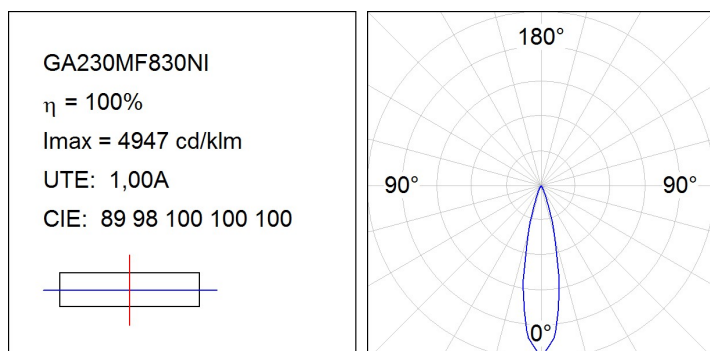 GA230MF830NI
η = 100%
Imax = 4947 cd/klm
UTE: 1,00A
CIE: 89 98 100 100 100
180°
90° 90°
0°